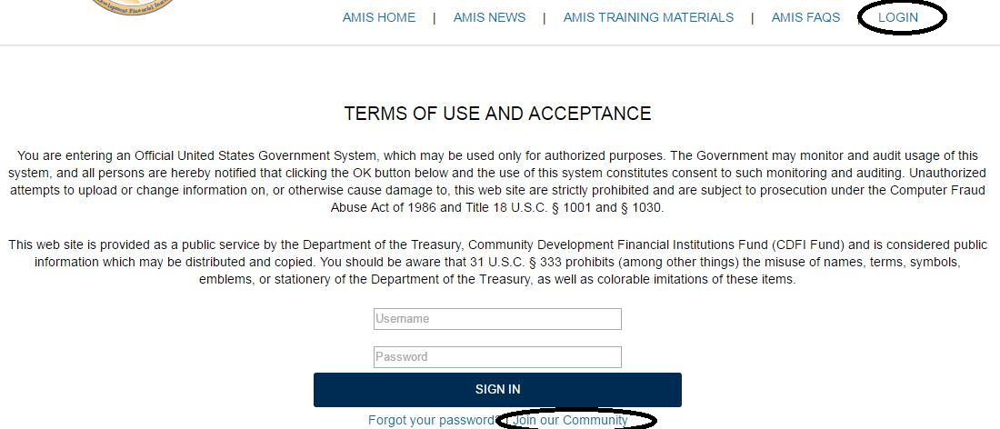 Development Financial Insti
AMIS HOME | AMIS NEWS | AMIS TRAINING MATERIALS | AMIS FAQS LOGIN
TERMS OF USE AND ACCEPTANCE
You are entering an Official United States Government System, which may be used only for authorized purposes. The Government may monitor and audit usage of this
system, and all persons are hereby notified that clicking the OK button below and the use of this system constitutes consent to such monitoring and auditing. Unauthorized
attempts to upload or change information on, or otherwise cause damage to, this web site are strictly prohibited and are subject to prosecution under the Computer Fraud
Abuse Act of 1986 and Title 18 U.S.C. § 1001 and § 1030.
This web site is provided as a public service by the Department of the Treasury, Community Development Financial Institutions Fund (CDFI Fund) and is considered public
information which may be distributed and copied. You should be aware that 31 U.S.C. § 333 prohibits (among other things) the misuse of names, terms, symbols,
emblems, or stationery of the Department of the Treasury, as well as colorable imitations of these items.
Username
Password
SIGN IN
Forgot your password? | Join our Community